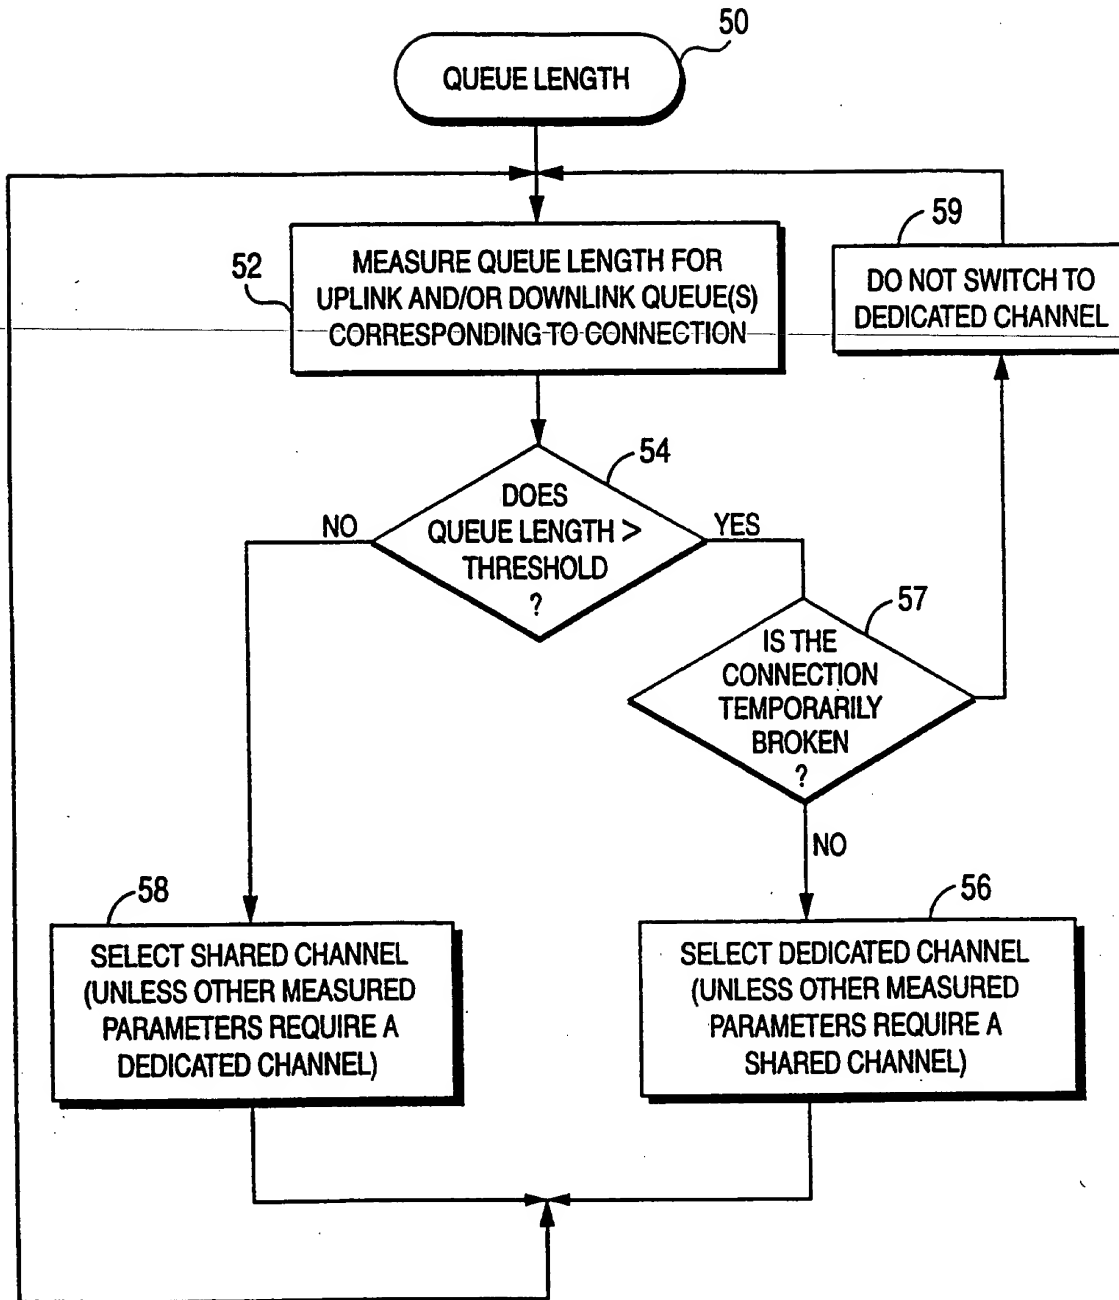 50
QUEUE LENGTH
52
MEASURE QUEUE LENGTH FOR
UPLINK AND/OR DOWNLINK QUEUE(S)
CORRESPONDING TO CONNECTION
59
DO NOT SWITCH TO
DEDICATED CHANNEL
54
DOES
QUEUE LENGTH >
THRESHOLD
?
NO
YES
57
IS THE
CONNECTION
TEMPORARILY
BROKEN
?
NO
58
SELECT SHARED CHANNEL
(UNLESS OTHER MEASURED
PARAMETERS REQUIRE A
DEDICATED CHANNEL)
56
SELECT DEDICATED CHANNEL
(UNLESS OTHER MEASURED
PARAMETERS REQUIRE A
SHARED CHANNEL)